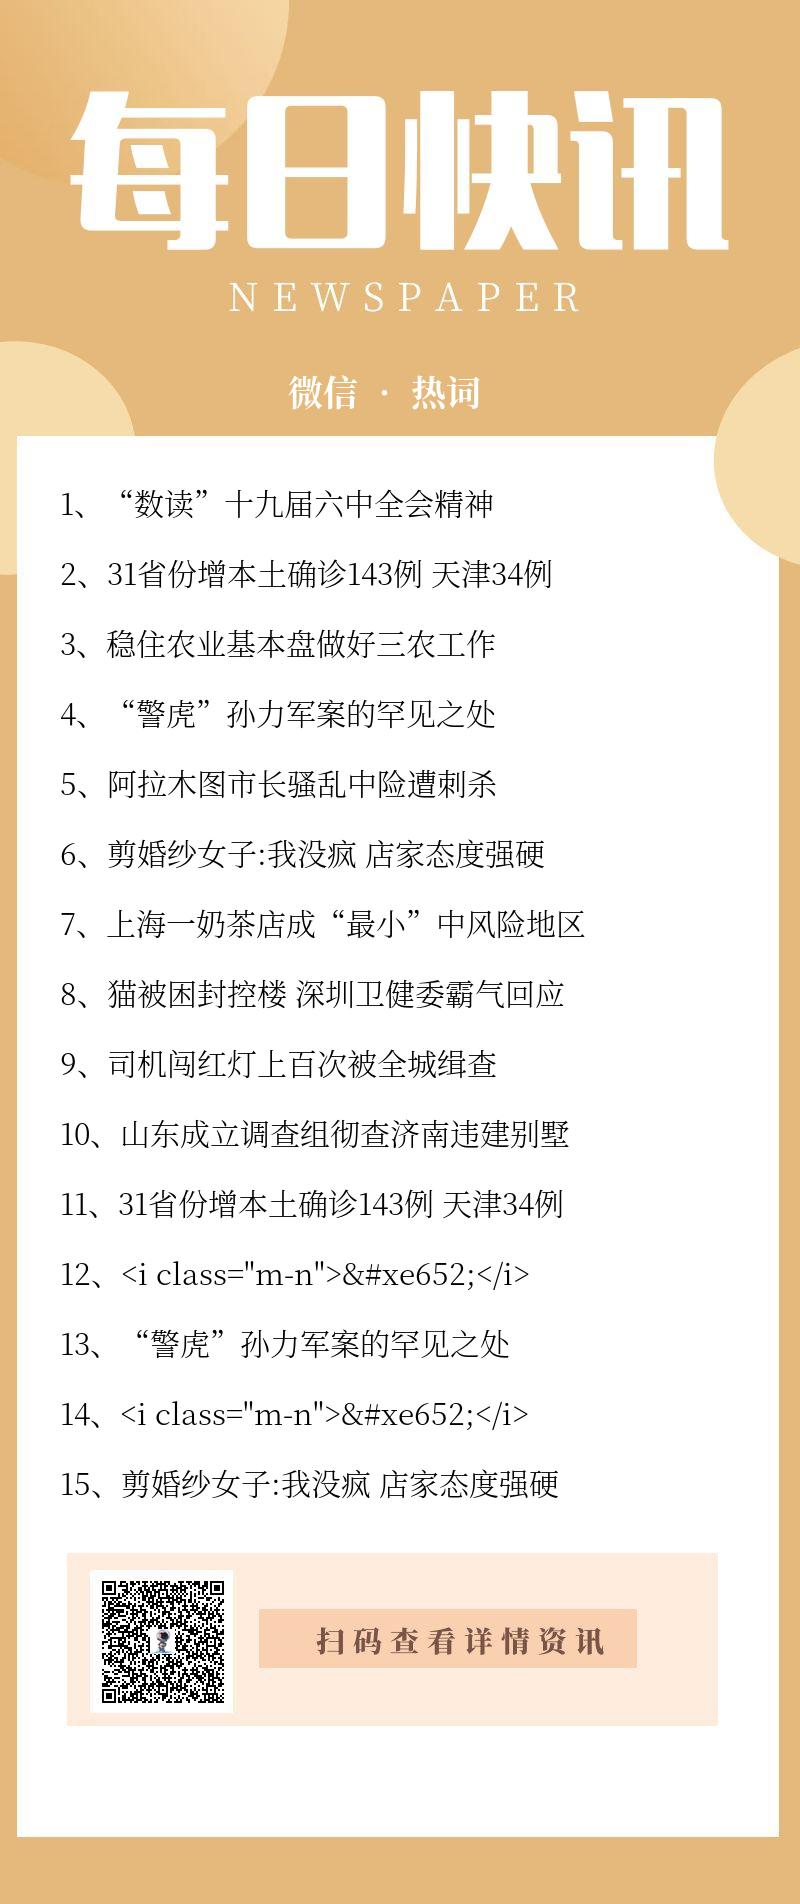 每日快讯
NEWSPAPER
微信 · 热词
1、“数读”十九届六中全会精神
2、31省份增本土确诊143例 天津34例
3、稳住农业基本盘做好三农工作
4、“警虎”孙力军案的罕见之处
5、阿拉木图市长骚乱中险遭刺杀
6、剪婚纱女子:我没疯 店家态度强硬
7、上海一奶茶店成“最小”中风险地区
8、猫被困封控楼 深圳卫健委霸气回应
9、司机闯红灯上百次被全城缉查
10、山东成立调查组彻查济南违建别墅
11、31省份增本土确诊143例 天津34例
12、<i class="m-n">&#xe652;</i>
13、“警虎”孙力军案的罕见之处
14、<i class="m-n">&#xe652;</i>
15、剪婚纱女子:我没疯 店家态度强硬
扫码查看详情资讯